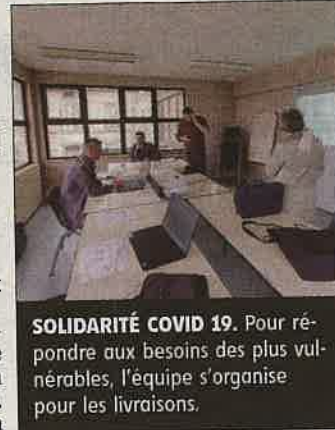 SOLIDARITÉ COVID 19. Pour ré-
pondre aux besoins des plus vul-
nérables, l'équipe s'organise
pour les livraisons.